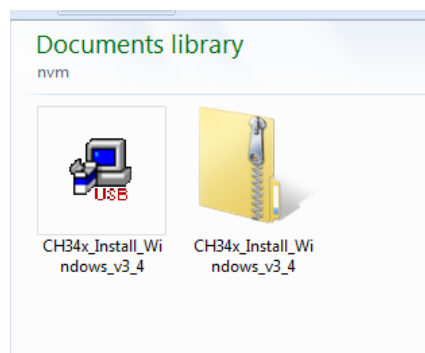 Documents library
nvm
USB
CH34x_Install_Wi
ndows_v3_4
CH34x_Install_Wi
ndows_v3_4